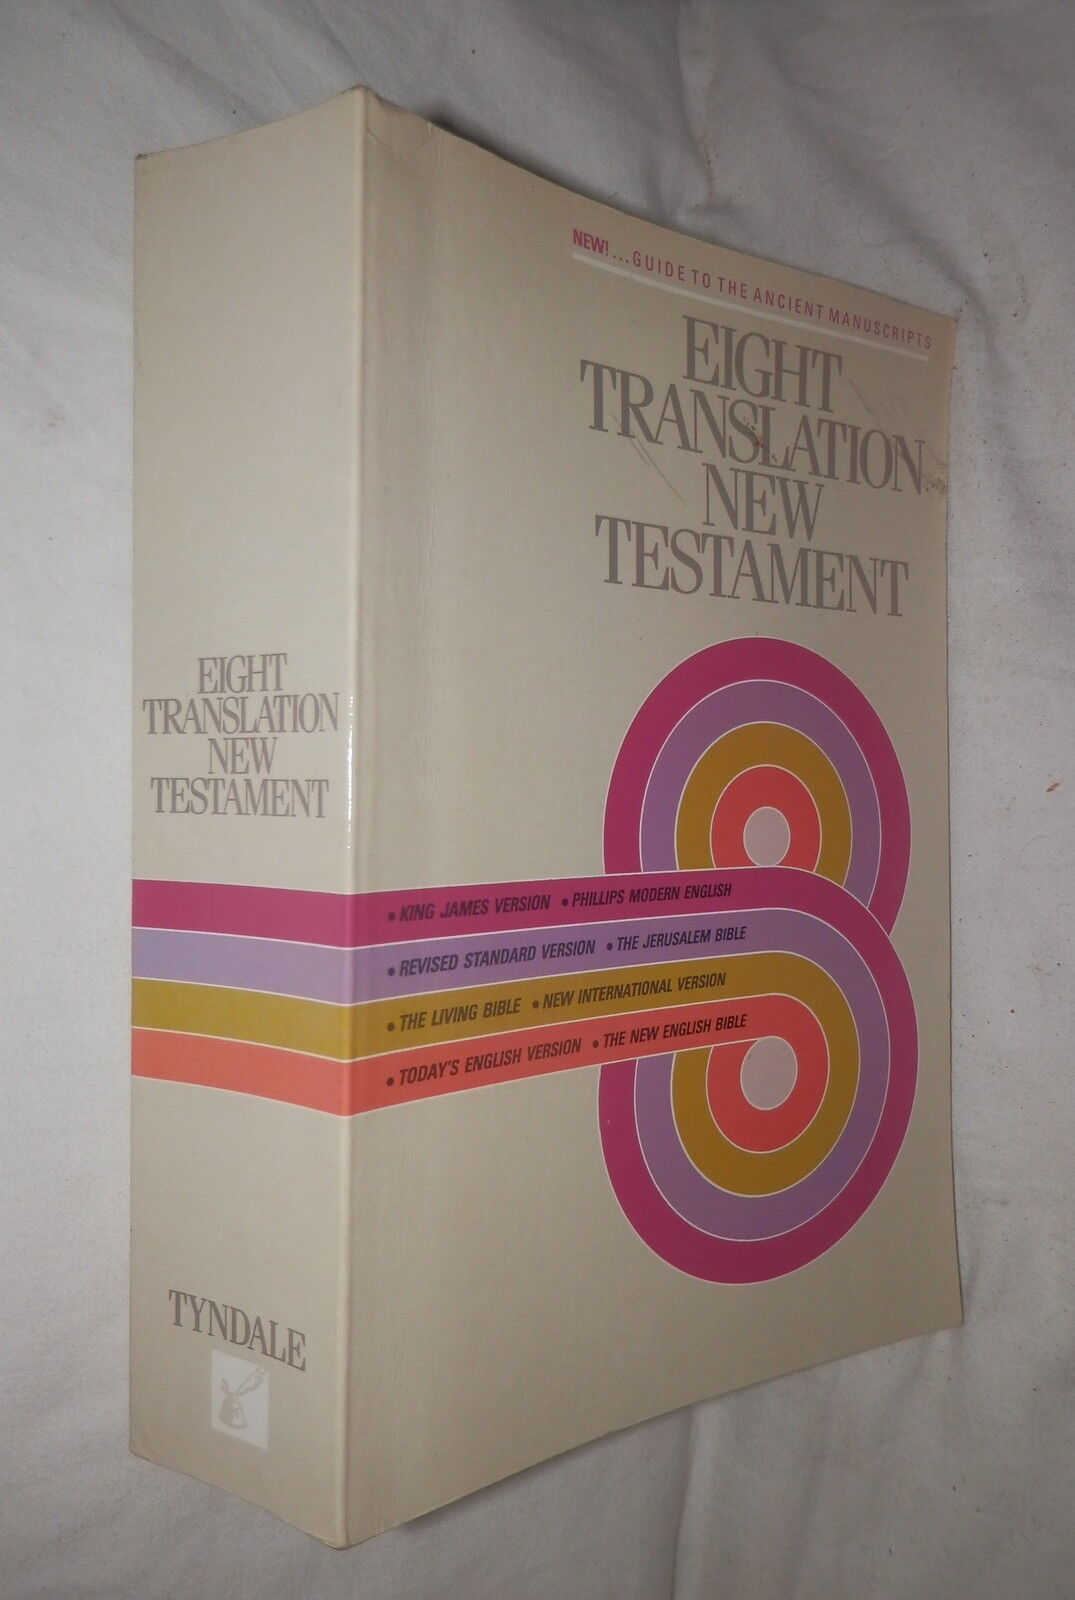 EIGHT
TRANSLATION
NEW
TESTAMENT
TYNDALE
NEW!...GUIDE TO THE ANCIENT MANUSCRIPTS
EIGHT
TRANSLATION
NEW
TESTAMENT
• KING JAMES VERSION • PHILLIPS MODERN ENGLISH
• REVISED STANDARD VERSION • THE JERUSALEM BIBLE
• THE LIVING BIBLE • NEW INTERNATIONAL VERSION
• TODAY'S ENGLISH VERSION • THE NEW ENGLISH BIBLE